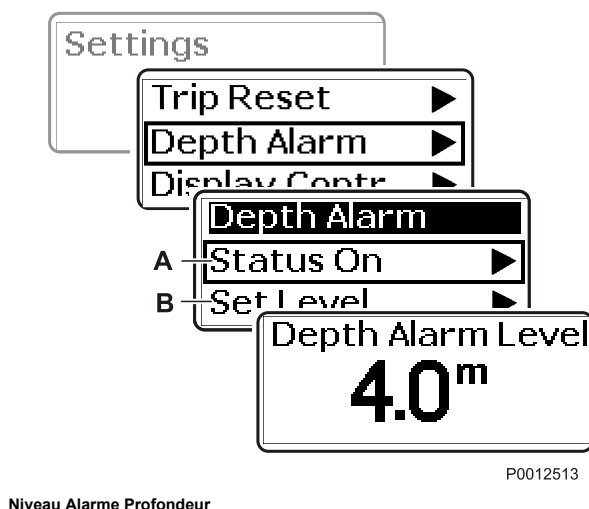 Settings
Trip Reset
Depth Alarm
Display Contr
Depth Alarm
A Status On
B Set Level
Depth Alarm Level
4.0 m
P0012513
Niveau Alarme Profondeur